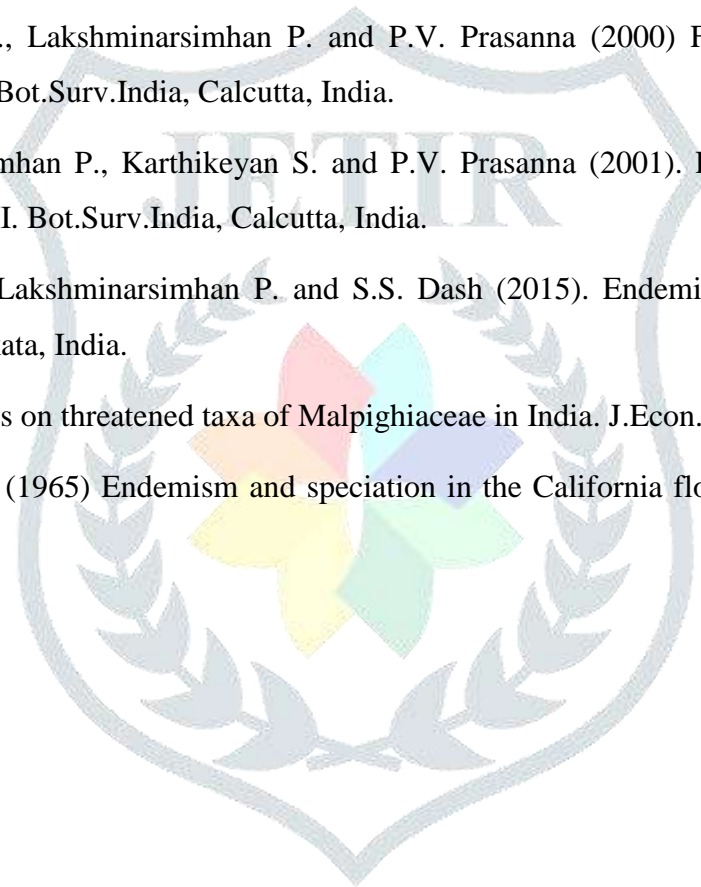 ., Lakshminarsimhan P. and P.V. Prasanna (2000) F
Bot.Surv.India, Calcutta, India.
mhan P., Karthikeyan S. and P.V. Prasanna (2001).
I. Bot.Surv.India, Calcutta, India.
Lakshminarsimhan P. and S.S. Dash (2015). Endemi
ata, India.
s on threatened taxa of Malpighiaceae in India. J.Econ.
(1965) Endemism and speciation in the California flo
JETIR